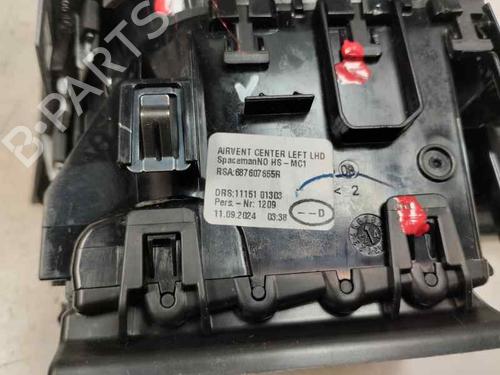 B-PARTS
AIRVENT CENTER LEFT LHD
SpacemanNO HS - MC1
RSA:687607655R
DRS:11151 01303
Pers. - Nr: 1209
11.09.2024 03:38 --D
< 2